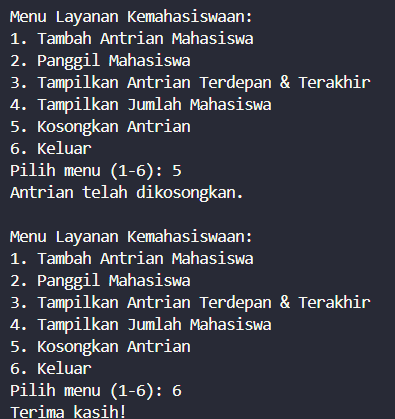 Menu Layanan Kemahasiswaan:
1. Tambah Antrian Mahasiswa
2. Panggil Mahasiswa
3. Tampilkan Antrian Terdepan & Terakhir
4. Tampilkan Jumlah Mahasiswa
5. Kosongkan Antrian
6. Keluar
Pilih menu (1-6): 5
Antrian telah dikosongkan.

Menu Layanan Kemahasiswaan:
1. Tambah Antrian Mahasiswa
2. Panggil Mahasiswa
3. Tampilkan Antrian Terdepan & Terakhir
4. Tampilkan Jumlah Mahasiswa
5. Kosongkan Antrian
6. Keluar
Pilih menu (1-6): 6
Terima kasih!